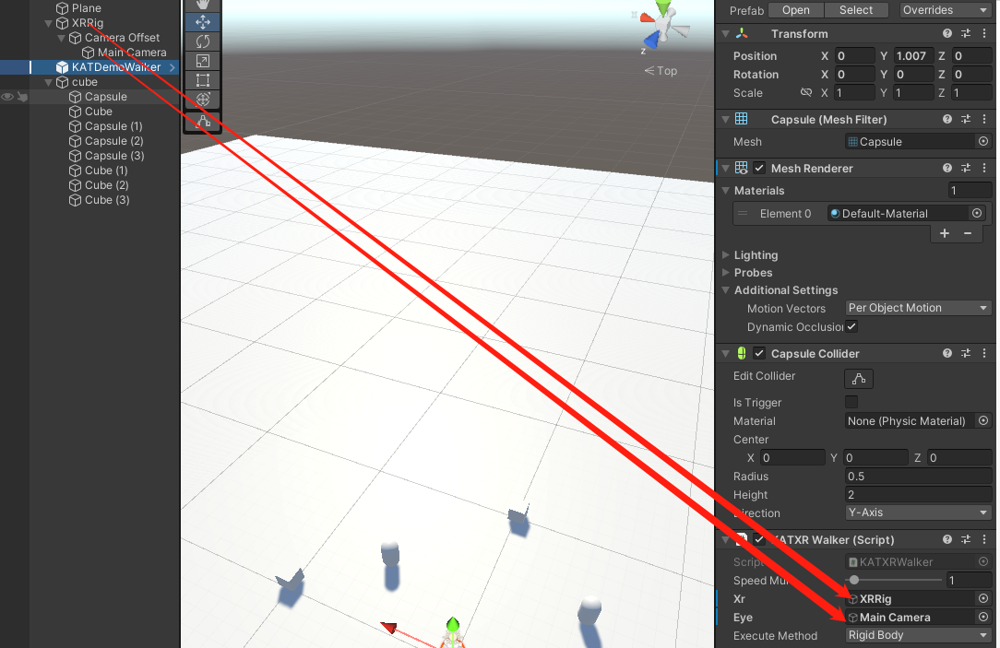 Plane
XRRig
Camera Offset
Main Camera
KATDemoWalker
cube
Capsule
Cube
Capsule (1)
Capsule (2)
Capsule (3)
Cube (1)
Cube (2)
Cube (3)
x
z
Top
Prefab Open Select Overrides
Transform
Position X 0 Y 1.007 Z 0
Rotation X 0 Y 0 Z 0
Scale X 1 Y 1 Z 1
Capsule (Mesh Filter)
Mesh Capsule
Mesh Renderer
Materials 1
Element 0 Default-Material
+ −
Lighting
Probes
Additional Settings
Motion Vectors Per Object Motion
Dynamic Occlusion
Capsule Collider
Edit Collider
Is Trigger
Material None (Physic Material)
Center
X 0 Y 0 Z 0
Radius 0.5
Height 2
Direction Y-Axis
KATXR Walker (Script)
Script KATXRWalker
Speed Mul 1
Xr XRRig
Eye Main Camera
Execute Method Rigid Body